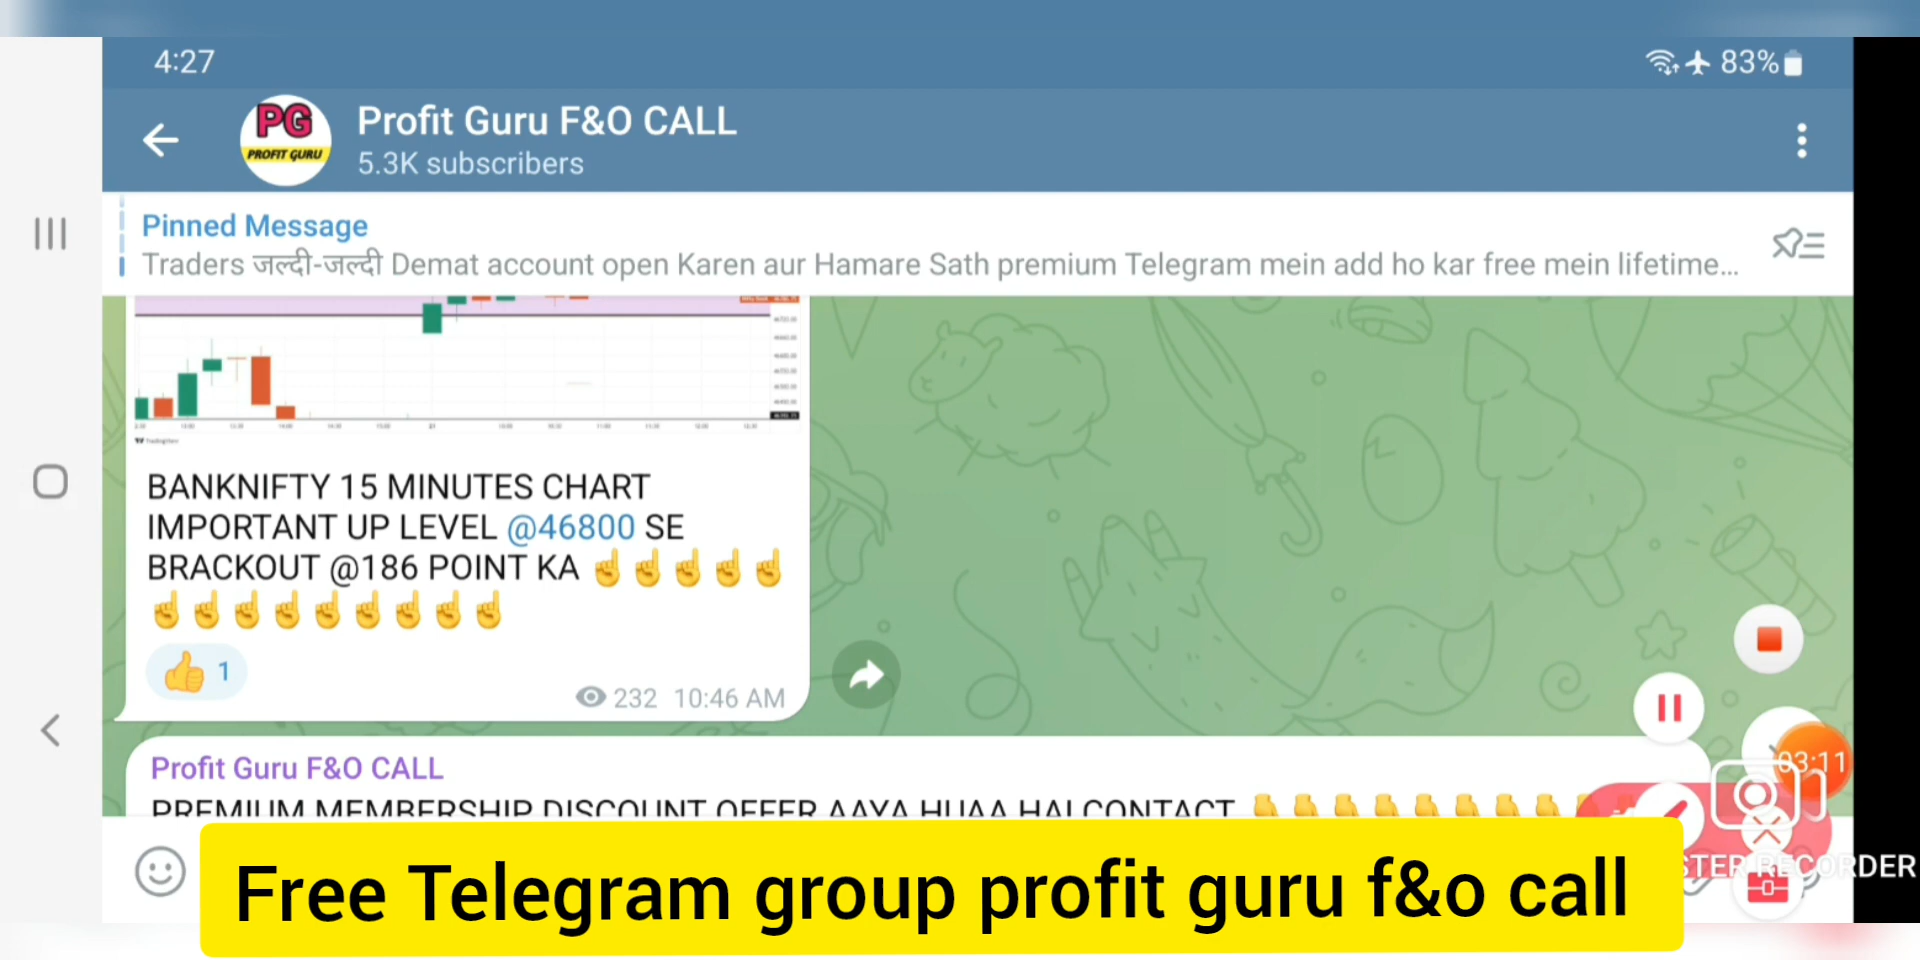 4:27
83%
PG
PROFIT GURU
Profit Guru F&O CALL
5.3K subscribers
Pinned Message
Traders जल्दी-जल्दी Demat account open Karen aur Hamare Sath premium Telegram mein add ho kar free mein lifetime...
BANKNIFTY 15 MINUTES CHART
IMPORTANT UP LEVEL @46800 SE
BRACKOUT @186 POINT KA ☝☝☝☝☝
☝☝☝☝☝☝☝☝☝
👍 1
232 10:46 AM
Profit Guru F&O CALL
PREMIUM MEMBERSHIP DISCOUNT OFFER AAYA HUAA HAI CONTACT
03:11
RECORDER
Free Telegram group profit guru f&o call